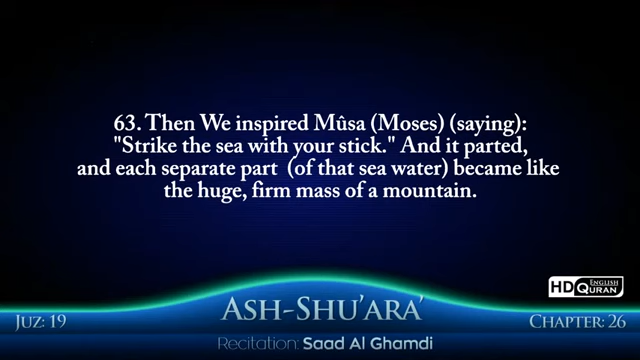 63. Then We inspired Mûsa (Moses) (saying):
"Strike the sea with your stick." And it parted,
and each separate part (of that sea water) became like
the huge, firm mass of a mountain.
HD ENGLISH QURAN
JUZ: 19
ASH-SHU'ARA'
CHAPTER: 26
Recitation: Saad Al Ghamdi